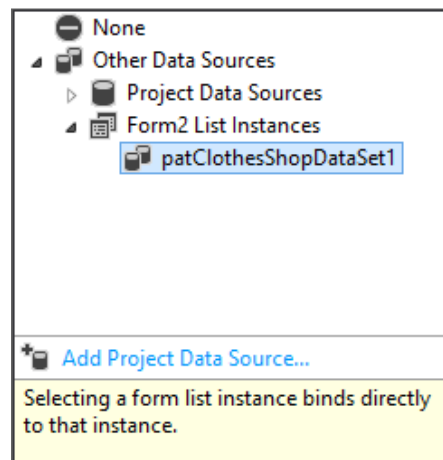 None
Other Data Sources
Project Data Sources
Form2 List Instances
patClothesShopDataSet1
Add Project Data Source...
Selecting a form list instance binds directly
to that instance.